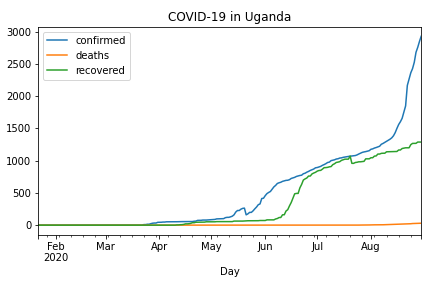 COVID-19 in Uganda
confirmed
deaths
recovered
3000
2500
2000
1500
1000
500
0
Feb Mar Apr May Jun Jul Aug
2020
Day